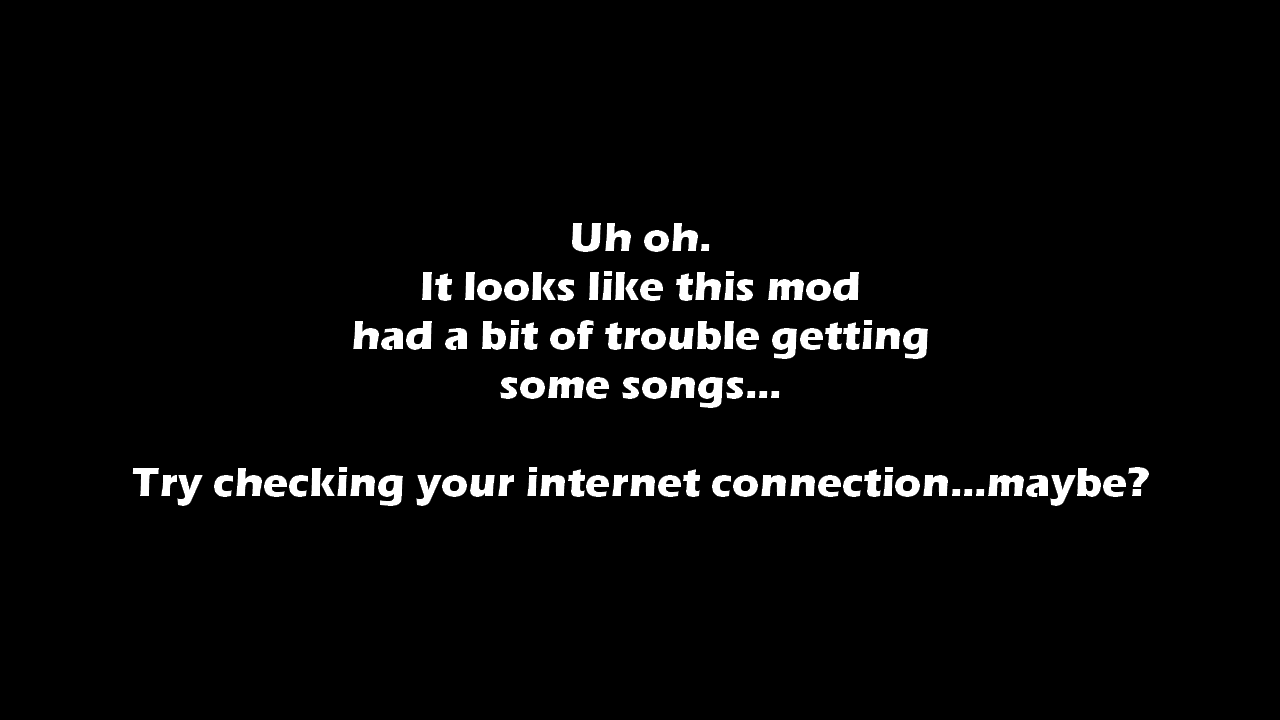 Uh oh.
It looks like this mod
had a bit of trouble getting
some songs...
Try checking your internet connection...maybe?